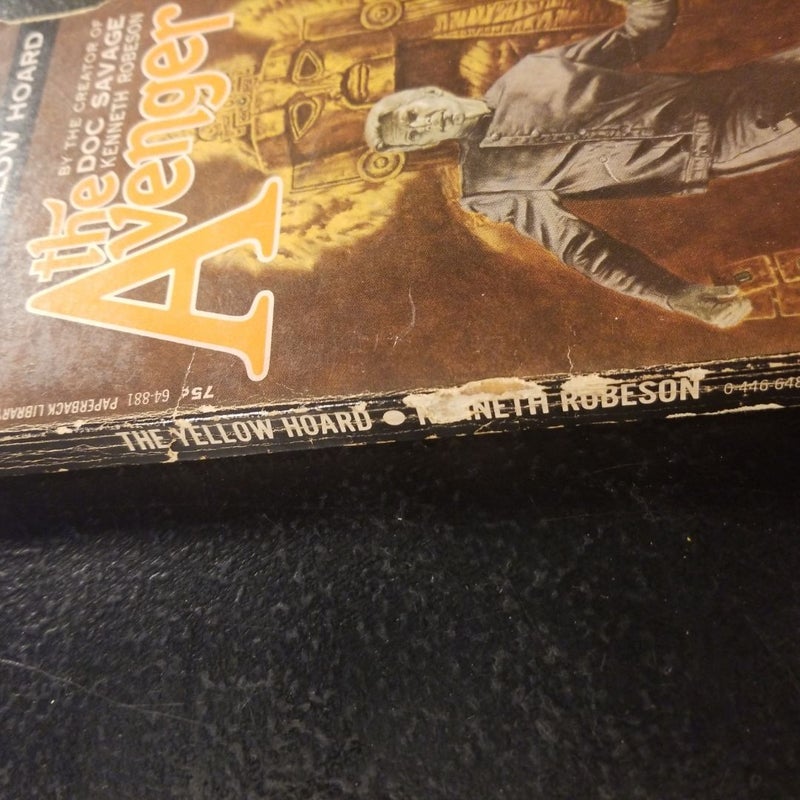 LOW HOARD
BY THE CREATOR OF
DOC SAVAGE
KENNETH ROBESON
the
Avenger
75¢
64-881 PAPERBACK LIBRARY
THE YELLOW HOARD • KENNETH ROBESON 0-446-648